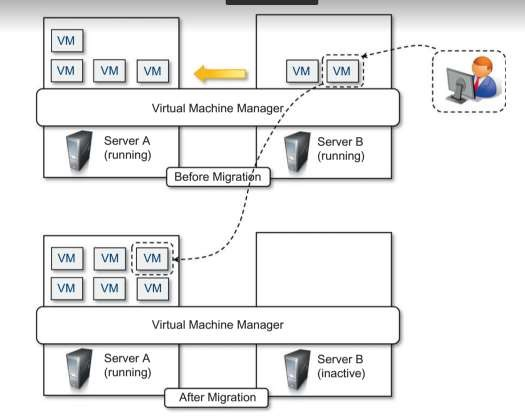 VM
VM VM VM
VM VM
Virtual Machine Manager
Server A
(running)
Server B
(running)
Before Migration
VM VM VM
VM VM VM
Virtual Machine Manager
Server A
(running)
Server B
(inactive)
After Migration